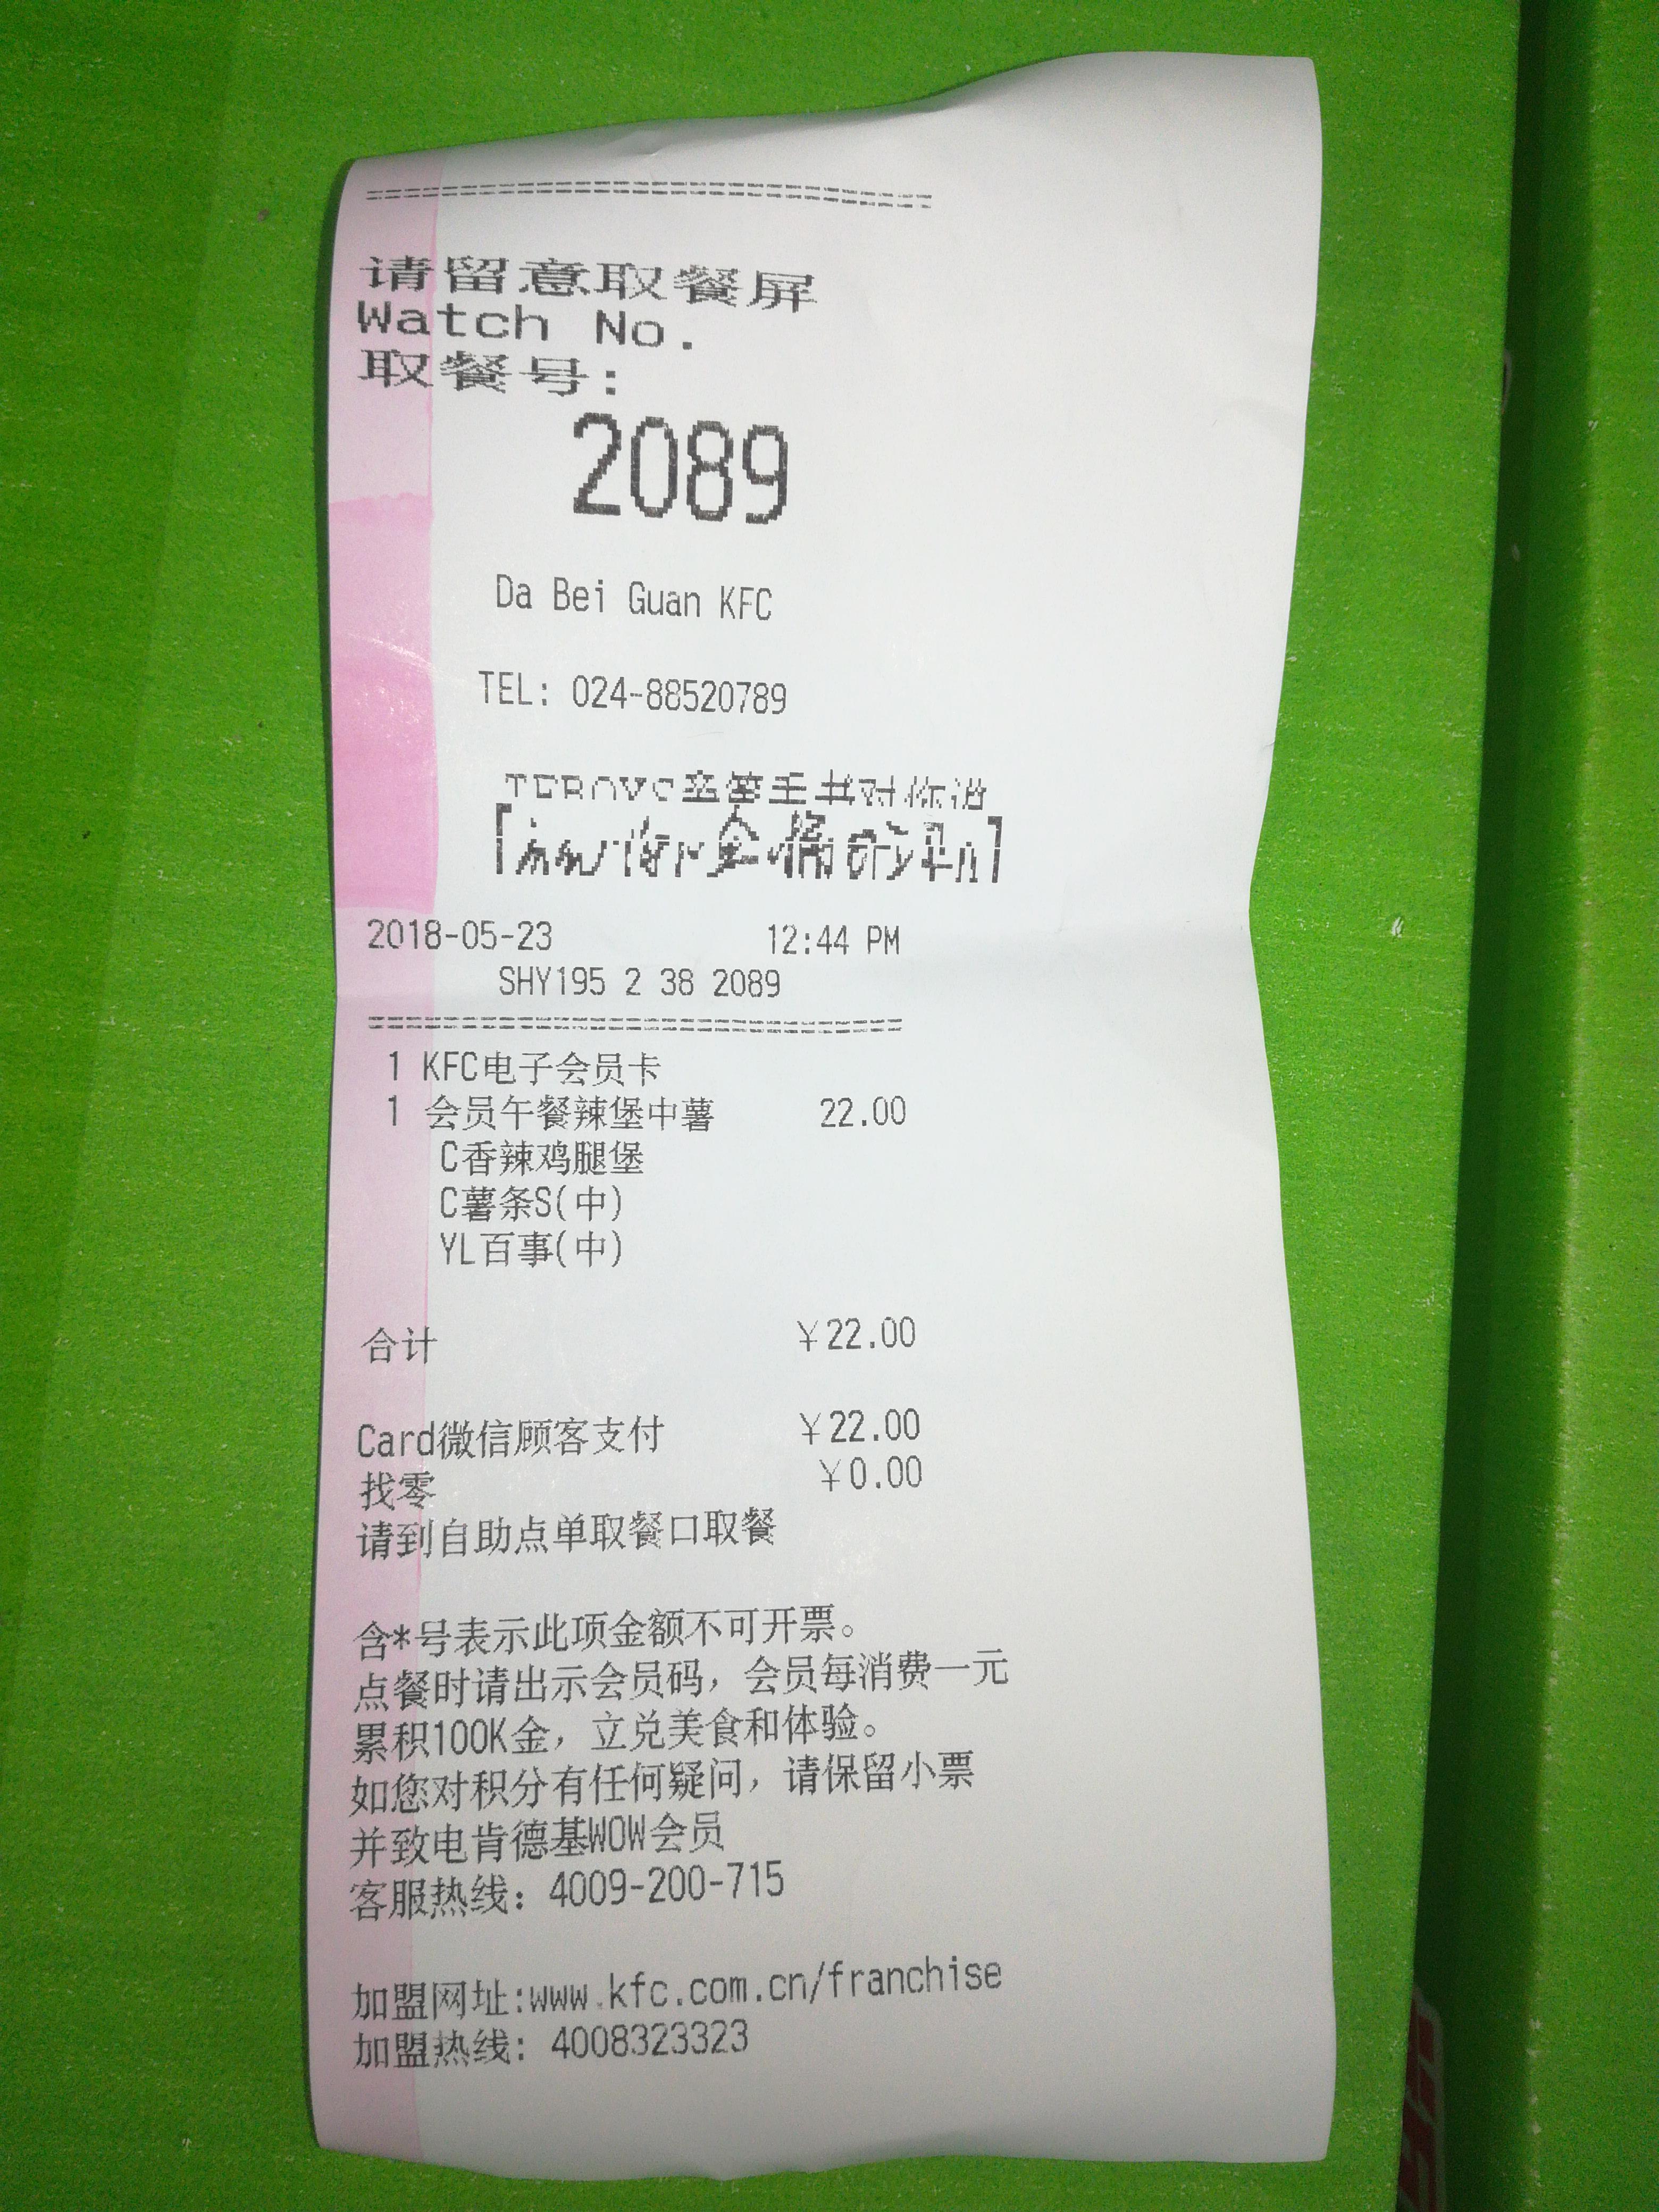 请留意取餐屏
Watch No.
取餐号:
2089
Da Bei Guan KFC
TEL: 024-88520789
2018-05-23 12:44 PM
SHY195 2 38 2089
1 KFC电子会员卡
1 会员午餐辣堡中薯 22.00
C香辣鸡腿堡
C薯条S(中)
YL百事(中)
合计 ¥22.00
Card微信顾客支付 ¥22.00
找零 ¥0.00
请到自助点单取餐口取餐
含*号表示此项金额不可开票。
点餐时请出示会员码，会员每消费一元
累积100K金，立兑美食和体验。
如您对积分有任何疑问，请保留小票
并致电肯德基WOW会员
客服热线：4009-200-715
加盟网址:www.kfc.com.cn/franchise
加盟热线: 4008323323